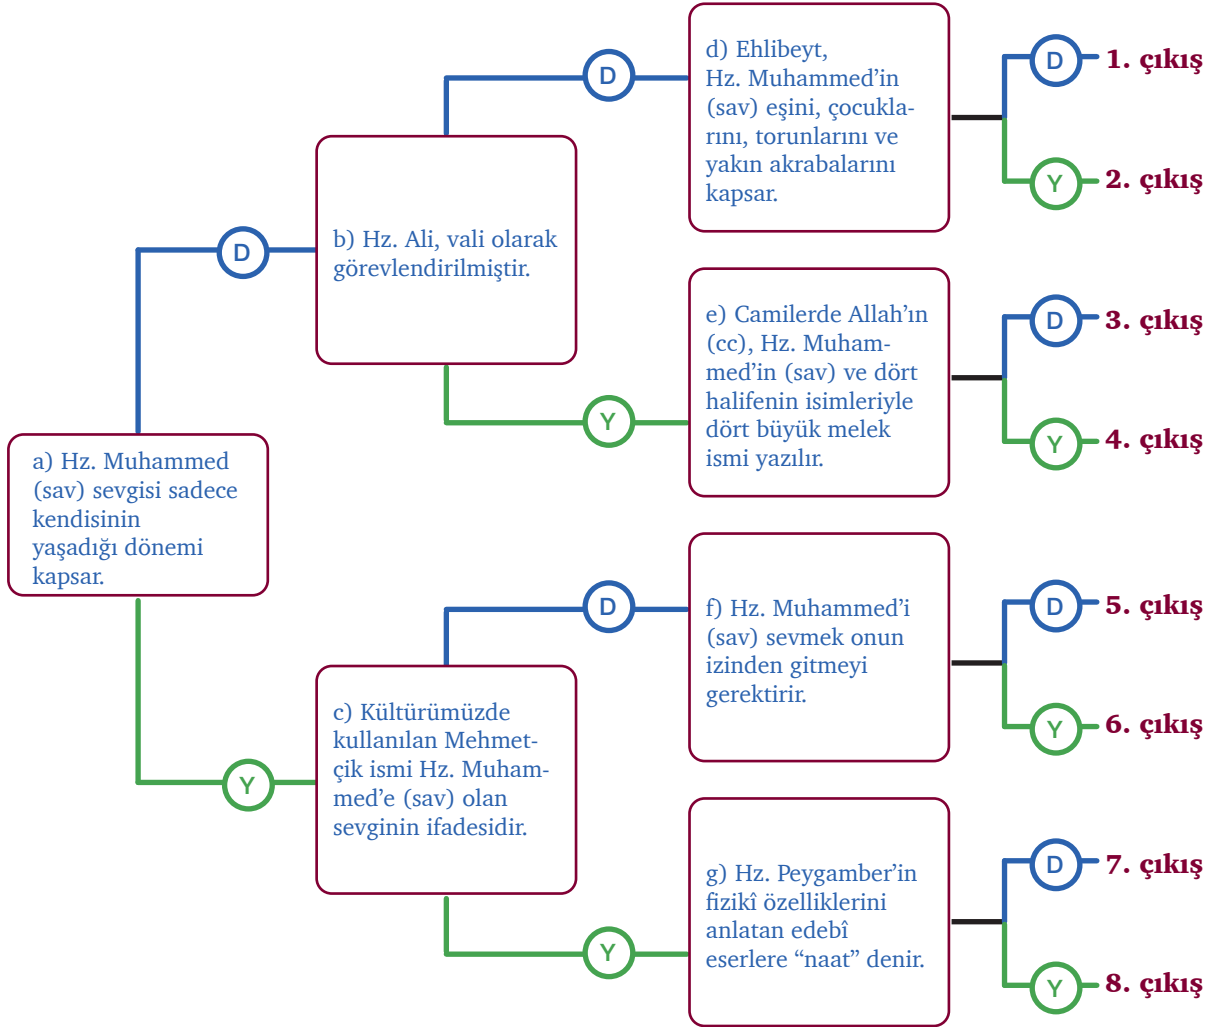 a) Hz. Muhammed
(sav) sevgisi sadece
kendisinin
yaşadığı dönemi
kapsar.
D
Y
b) Hz. Ali, vali olarak
görevlendirilmiştir.
D
Y
c) Kültürümüzde
kullanılan Mehmet-
çik ismi Hz. Muham-
med’e (sav) olan
sevginin ifadesidir.
D
Y
d) Ehlibeyt,
Hz. Muhammed’in
(sav) eşini, çocukla-
rını, torunlarını ve
yakın akrabalarını
kapsar.
D 1. çıkış
Y 2. çıkış
e) Camilerde Allah’ın
(cc), Hz. Muham-
med’in (sav) ve dört
halifenin isimleriyle
dört büyük melek
ismi yazılır.
D 3. çıkış
Y 4. çıkış
f) Hz. Muhammed’i
(sav) sevmek onun
izinden gitmeyi
gerektirir.
D 5. çıkış
Y 6. çıkış
g) Hz. Peygamber’in
fizikî özelliklerini
anlatan edebî
eserlere “naat” denir.
D 7. çıkış
Y 8. çıkış